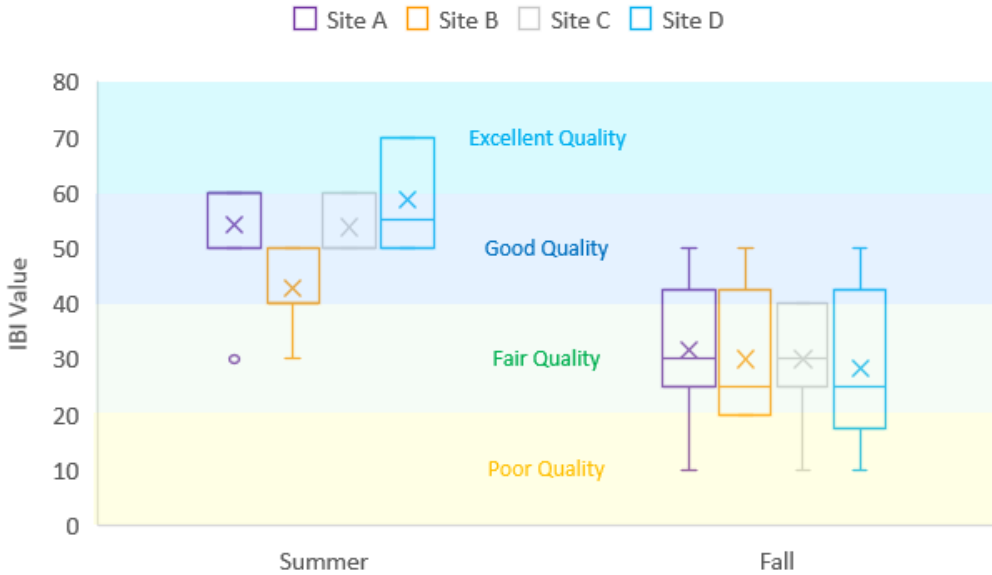 Site A Site B Site C Site D
80
70
60
50
40
30
20
10
0
IBI Value
Excellent Quality
Good Quality
Fair Quality
Poor Quality
Summer Fall